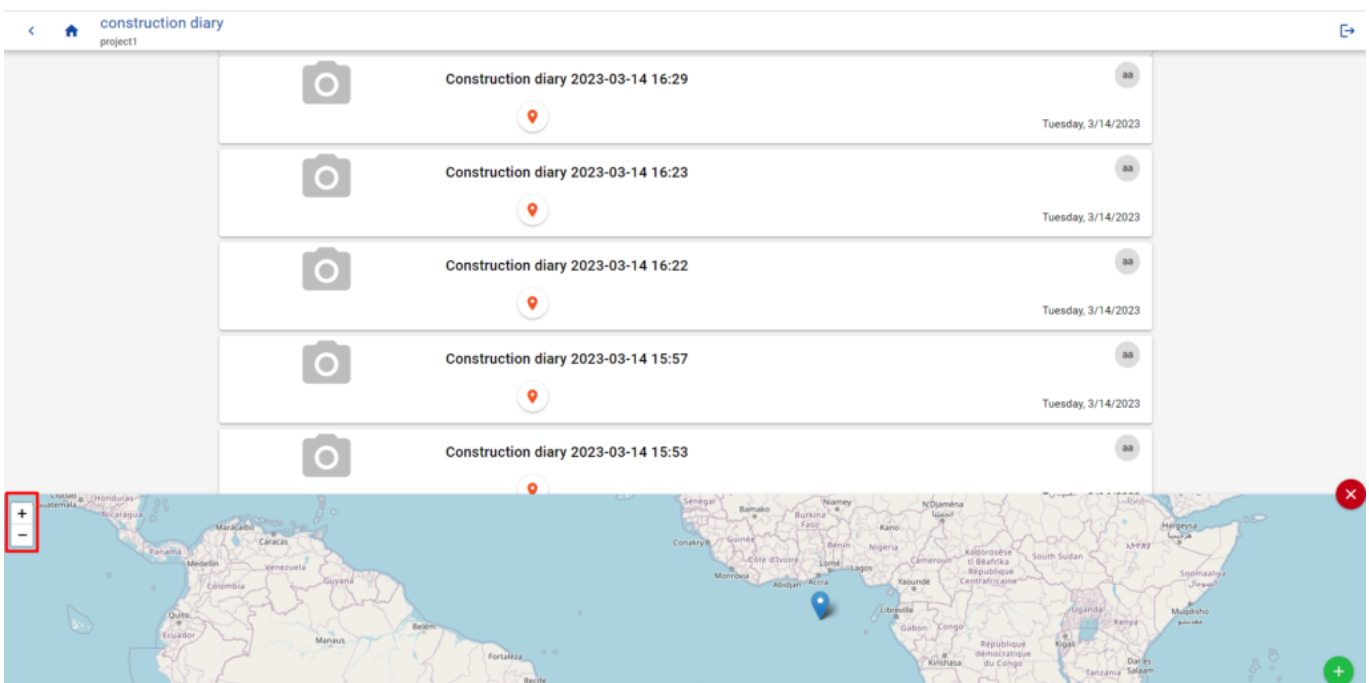 construction diary
project1
Construction diary 2023-03-14 16:29
aa
Tuesday, 3/14/2023
Construction diary 2023-03-14 16:23
aa
Tuesday, 3/14/2023
Construction diary 2023-03-14 16:22
aa
Tuesday, 3/14/2023
Construction diary 2023-03-14 15:57
aa
Tuesday, 3/14/2023
Construction diary 2023-03-14 15:53
aa
+
−
Honduras
Nicaragua
Panamá
Maracaibo
Caracas
Medellín
Venezuela
Colombia
Guyana
Quito
Ecuador
Manaus
Belém
Fortaleza
Recife
Sénégal
Bamako
Niamey
Burkina
Faso
N'Djamena
Kano
Conakry
Guinée
Côte d'Ivoire
Bénin
Nigeria
Lomé
Lagos
Monrovia
Abidjan
Accra
Cameroun
Ködörösêse
tî Bêafrîka
- République
Centrafricaine
South Sudan
Yaoundé
Hargeysa
Soomaaliya
Libreville
Gabon
Congo
Uganda
Kenya
Muqdisho
République
démocratique
du Congo
Kigali
Kinshasa
Tanzania
Dar es
Salaam
+